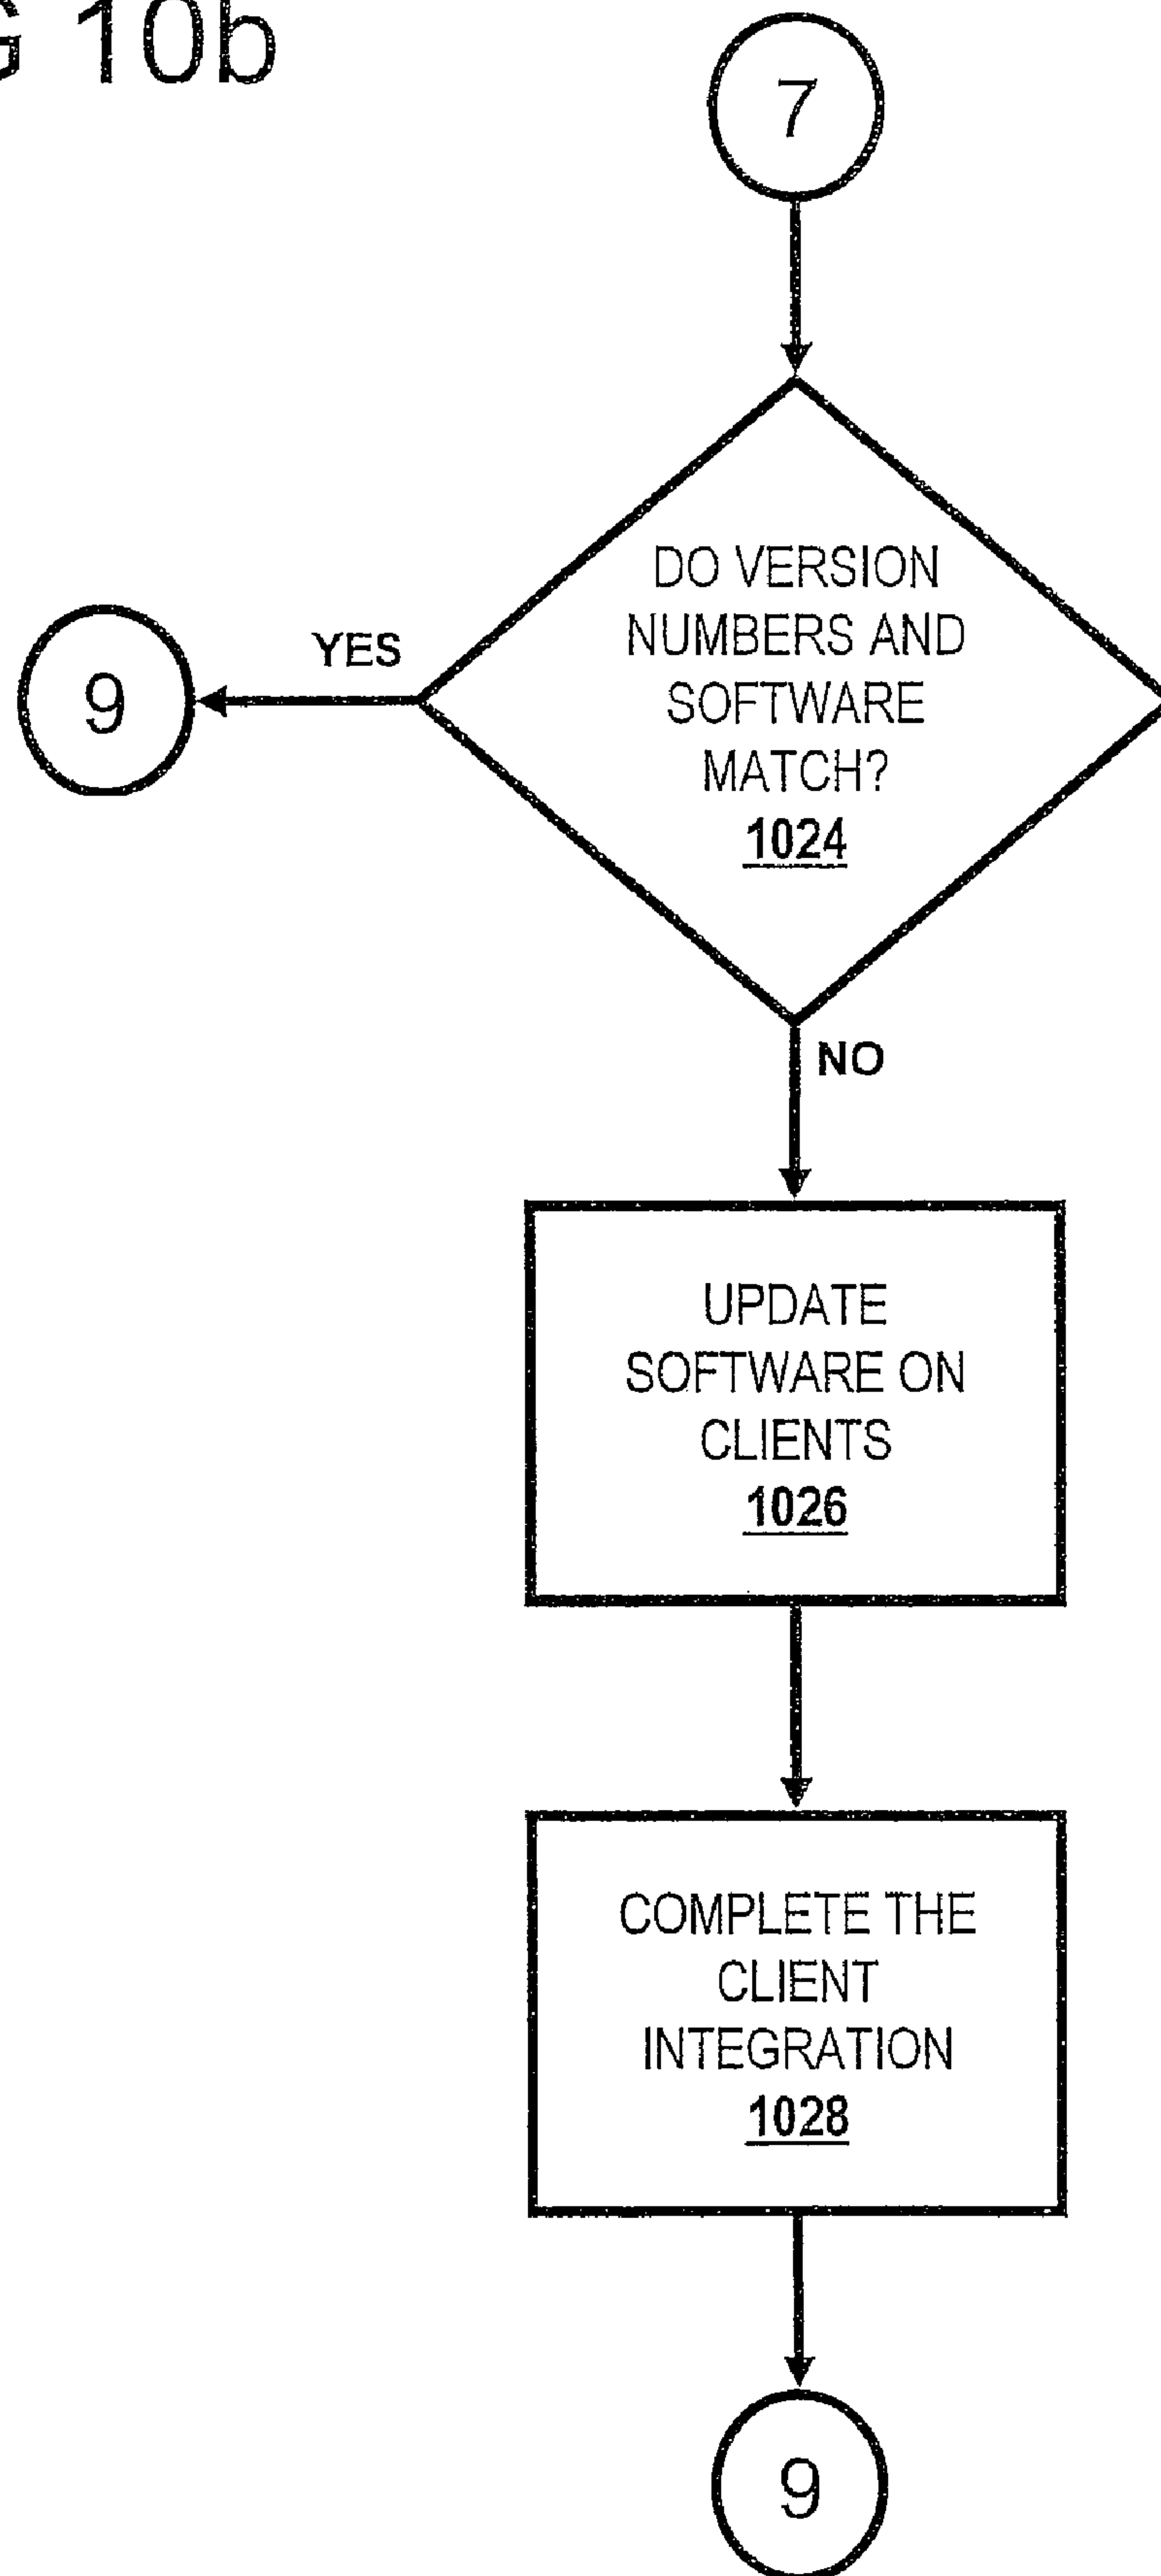 G 10b
7
DO VERSION
NUMBERS AND
SOFTWARE
MATCH?
1024
YES
9
NO
UPDATE
SOFTWARE ON
CLIENTS
1026
COMPLETE THE
CLIENT
INTEGRATION
1028
9